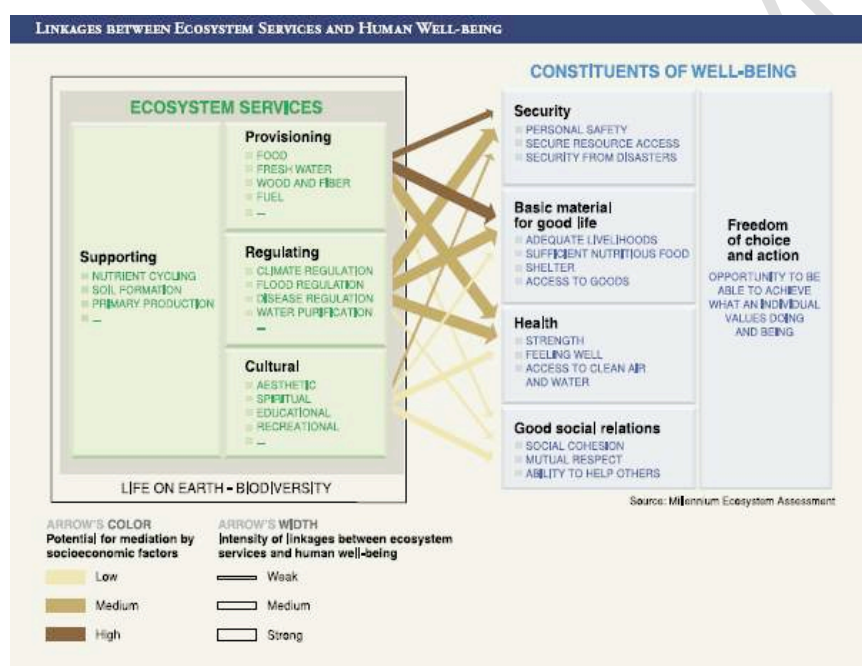 LINKAGES BETWEEN ECOSYSTEM SERVICES AND HUMAN WELL-BEING
ECOSYSTEM SERVICES
Supporting
NUTRIENT CYCLING
SOIL FORMATION
PRIMARY PRODUCTION
...
Provisioning
FOOD
FRESH WATER
WOOD AND FIBER
FUEL
...
Regulating
CLIMATE REGULATION
FLOOD REGULATION
DISEASE REGULATION
WATER PURIFICATION
...
Cultural
AESTHETIC
SPIRITUAL
EDUCATIONAL
RECREATIONAL
...
LIFE ON EARTH - BIODIVERSITY
CONSTITUENTS OF WELL-BEING
Security
PERSONAL SAFETY
SECURE RESOURCE ACCESS
SECURITY FROM DISASTERS
Basic material
for good life
ADEQUATE LIVELIHOODS
SUFFICIENT NUTRITIOUS FOOD
SHELTER
ACCESS TO GOODS
Health
STRENGTH
FEELING WELL
ACCESS TO CLEAN AIR
AND WATER
Good social relations
SOCIAL COHESION
MUTUAL RESPECT
ABILITY TO HELP OTHERS
Freedom
of choice
and action
OPPORTUNITY TO BE
ABLE TO ACHIEVE
WHAT AN INDIVIDUAL
VALUES DOING
AND BEING
Source: Millennium Ecosystem Assessment
ARROW'S COLOR
Potential for mediation by
socioeconomic factors
Low
Medium
High
ARROW'S WIDTH
Intensity of linkages between ecosystem
services and human well-being
Weak
Medium
Strong